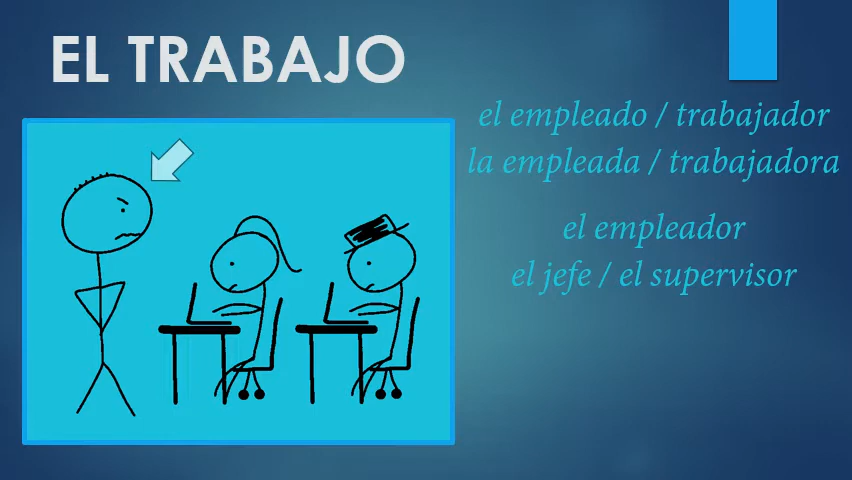 EL TRABAJO
el empleado / trabajador
la empleada / trabajadora
el empleador
el jefe / el supervisor